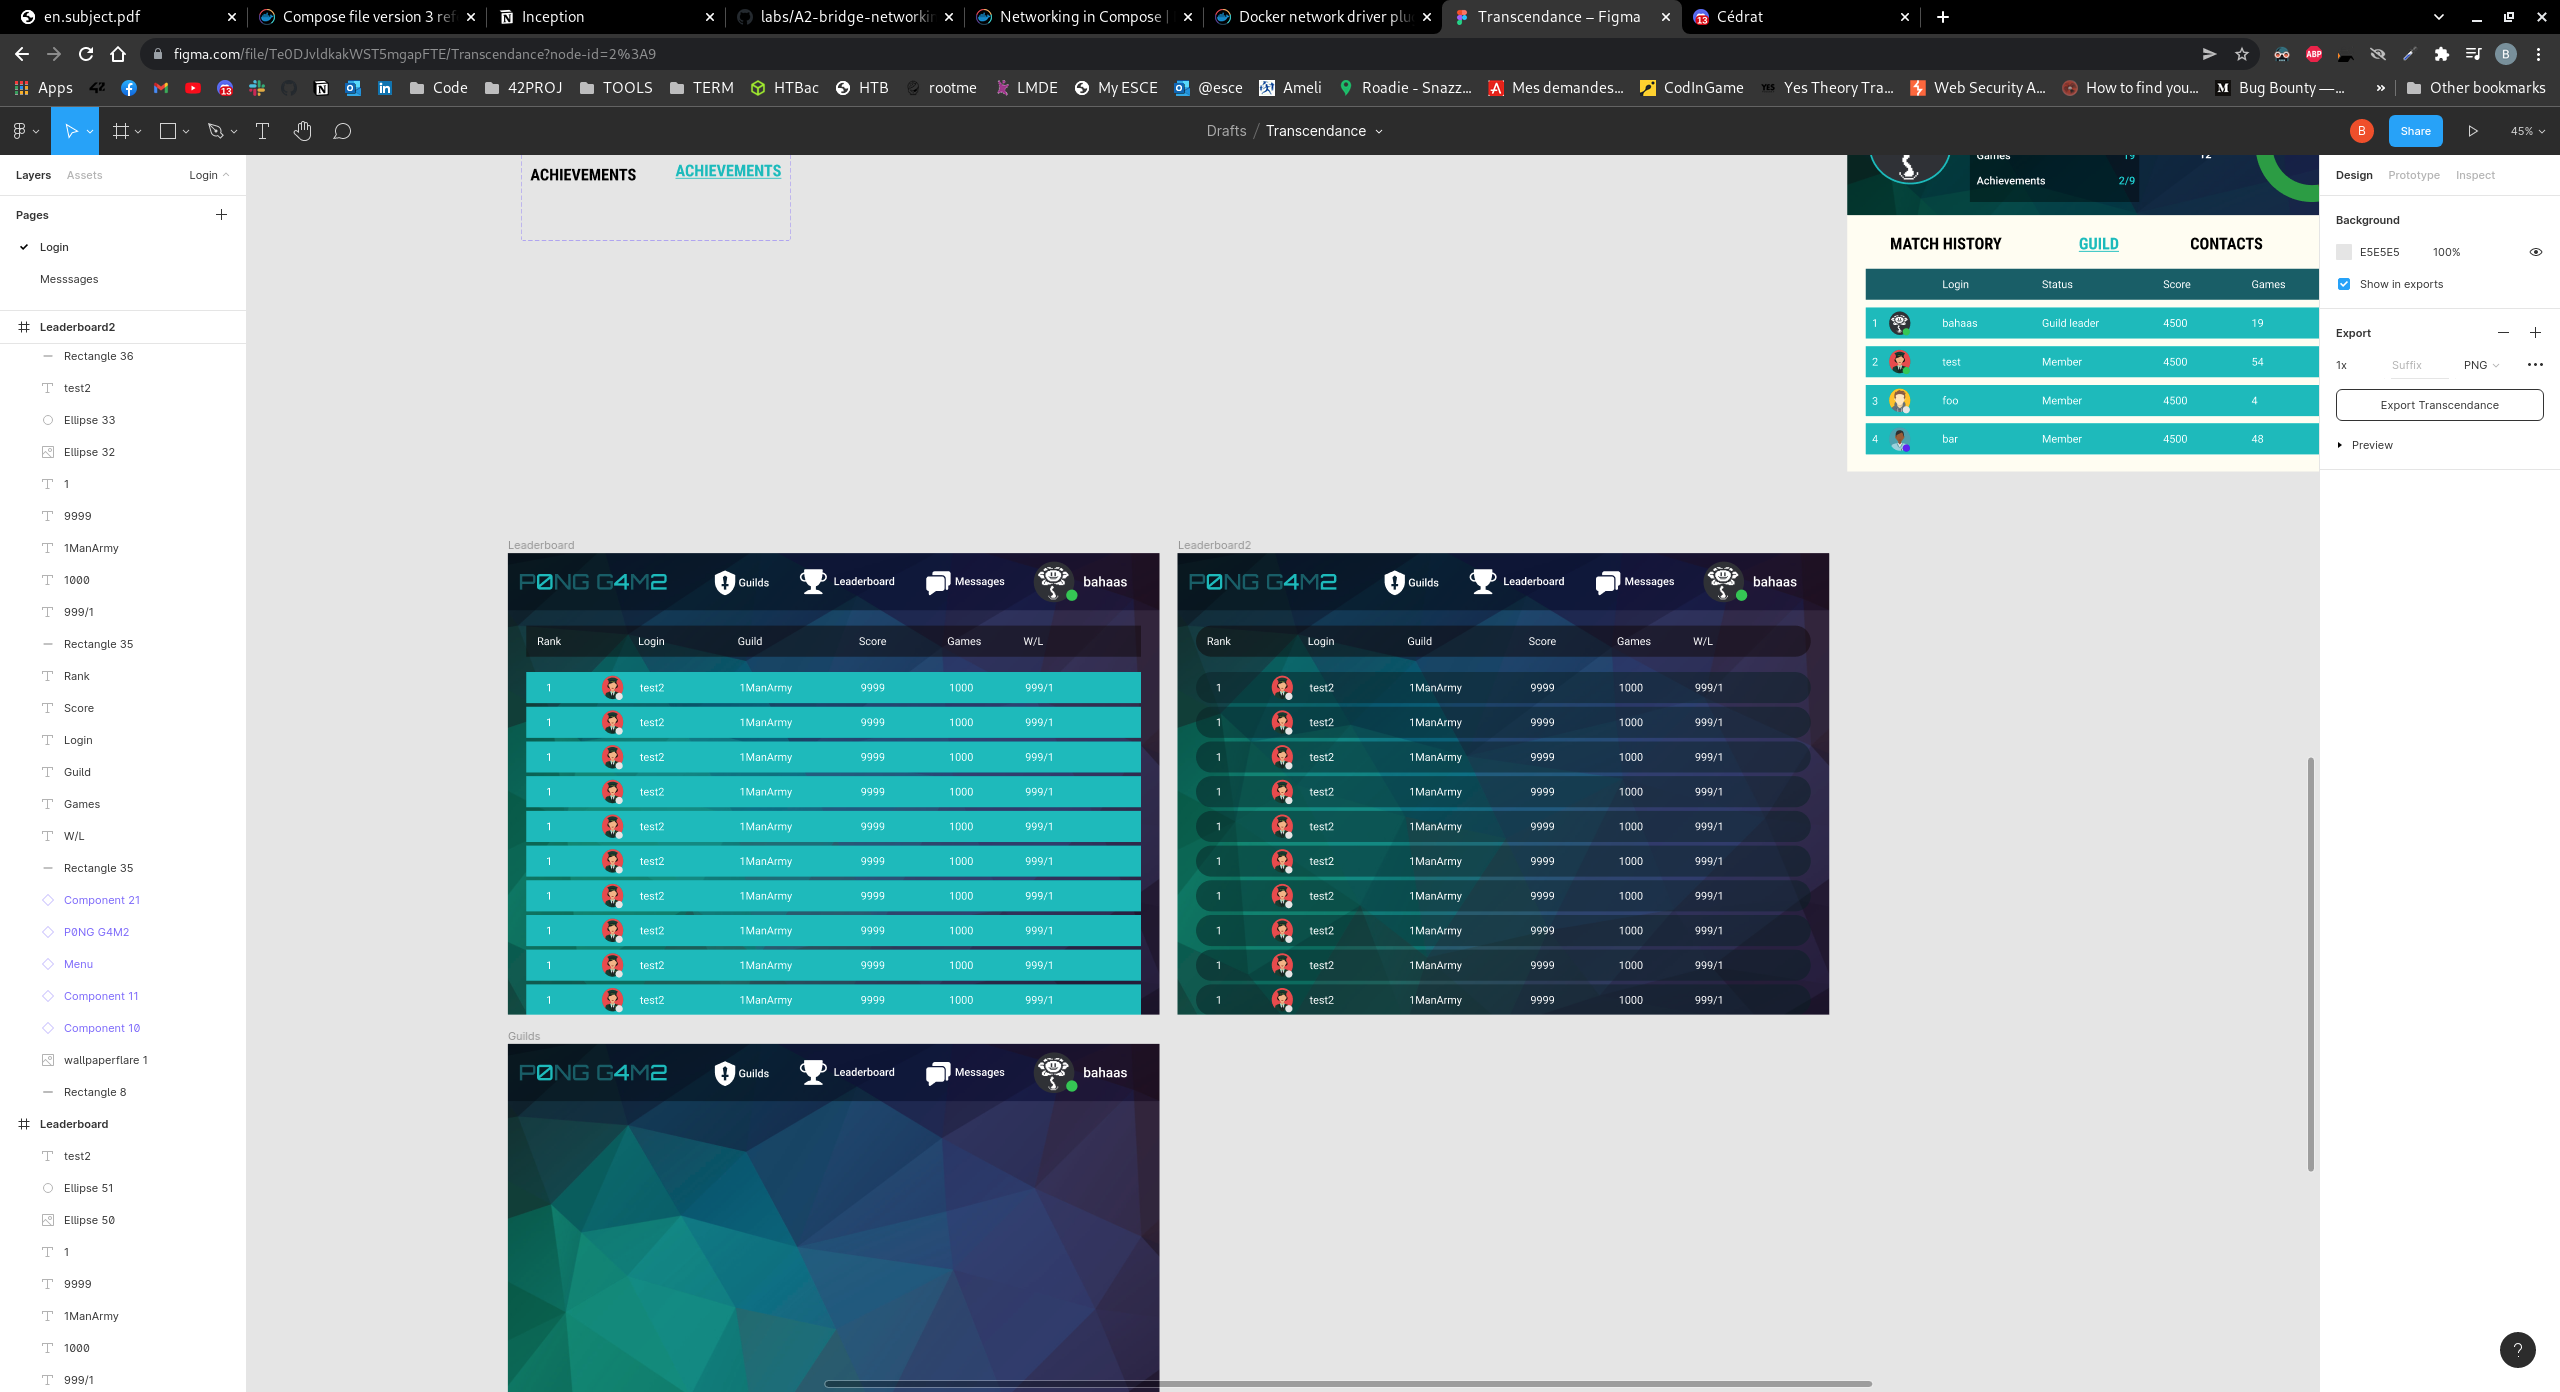 en.subject.pdf
Compose file version 3 ref
Inception
labs/A2-bridge-networkin
Networking in Compose |
Docker network driver plu
Transcendance – Figma
Cédrat
figma.com/file/Te0DJvldkakWST5mgapFTE/Transcendance?node-id=2%3A9
Apps
Code
42PROJ
TOOLS
TERM
HTBac
HTB
rootme
LMDE
My ESCE
@esce
Ameli
Roadie - Snazz...
Mes demandes...
CodInGame
Yes Theory Tra...
Web Security A...
How to find you...
Bug Bounty —...
Other bookmarks
Drafts / Transcendance
B
Share
45%
Layers
Assets
Login
Pages
Login
Messsages
Leaderboard2
Rectangle 36
test2
Ellipse 33
Ellipse 32
1
9999
1ManArmy
1000
999/1
Rectangle 35
Rank
Score
Login
Guild
Games
W/L
Rectangle 35
Component 21
P0NG G4M2
Menu
Component 11
Component 10
wallpaperflare 1
Rectangle 8
Leaderboard
test2
Ellipse 51
Ellipse 50
1
9999
1ManArmy
1000
999/1
ACHIEVEMENTS ACHIEVEMENTS
Games 19 12
Achievements 2/9
MATCH HISTORY GUILD CONTACTS
Login Status Score Games
1 bahaas Guild leader 4500 19
2 test Member 4500 54
3 foo Member 4500 4
4 bar Member 4500 48
Leaderboard
P0NG G4M2 Guilds Leaderboard Messages bahaas
Rank Login Guild Score Games W/L
1 test2 1ManArmy 9999 1000 999/1
1 test2 1ManArmy 9999 1000 999/1
1 test2 1ManArmy 9999 1000 999/1
1 test2 1ManArmy 9999 1000 999/1
1 test2 1ManArmy 9999 1000 999/1
1 test2 1ManArmy 9999 1000 999/1
1 test2 1ManArmy 9999 1000 999/1
1 test2 1ManArmy 9999 1000 999/1
1 test2 1ManArmy 9999 1000 999/1
1 test2 1ManArmy 9999 1000 999/1
Leaderboard2
P0NG G4M2 Guilds Leaderboard Messages bahaas
Rank Login Guild Score Games W/L
1 test2 1ManArmy 9999 1000 999/1
1 test2 1ManArmy 9999 1000 999/1
1 test2 1ManArmy 9999 1000 999/1
1 test2 1ManArmy 9999 1000 999/1
1 test2 1ManArmy 9999 1000 999/1
1 test2 1ManArmy 9999 1000 999/1
1 test2 1ManArmy 9999 1000 999/1
1 test2 1ManArmy 9999 1000 999/1
1 test2 1ManArmy 9999 1000 999/1
1 test2 1ManArmy 9999 1000 999/1
Guilds
P0NG G4M2 Guilds Leaderboard Messages bahaas
Design Prototype Inspect
Background
E5E5E5 100%
Show in exports
Export
1x Suffix PNG
Export Transcendance
Preview
?